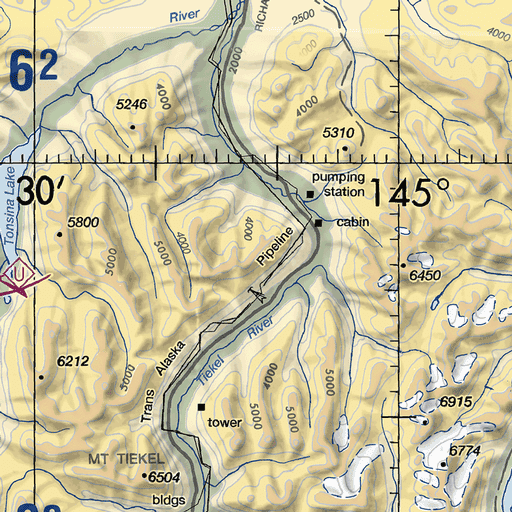 River
RICHA
2500
4000
6²
2000
5246
4000
4000
5310
pumping
station
30′
145°
Tonsina Lake
5800
cabin
4000
4000
5000
5000
Pipeline
U
6450
River
Alaska
Tiekel
6212
5000
4000
5000
Trans
5000
5000
6915
tower
MT TIEKEL
6774
6504
bldgs